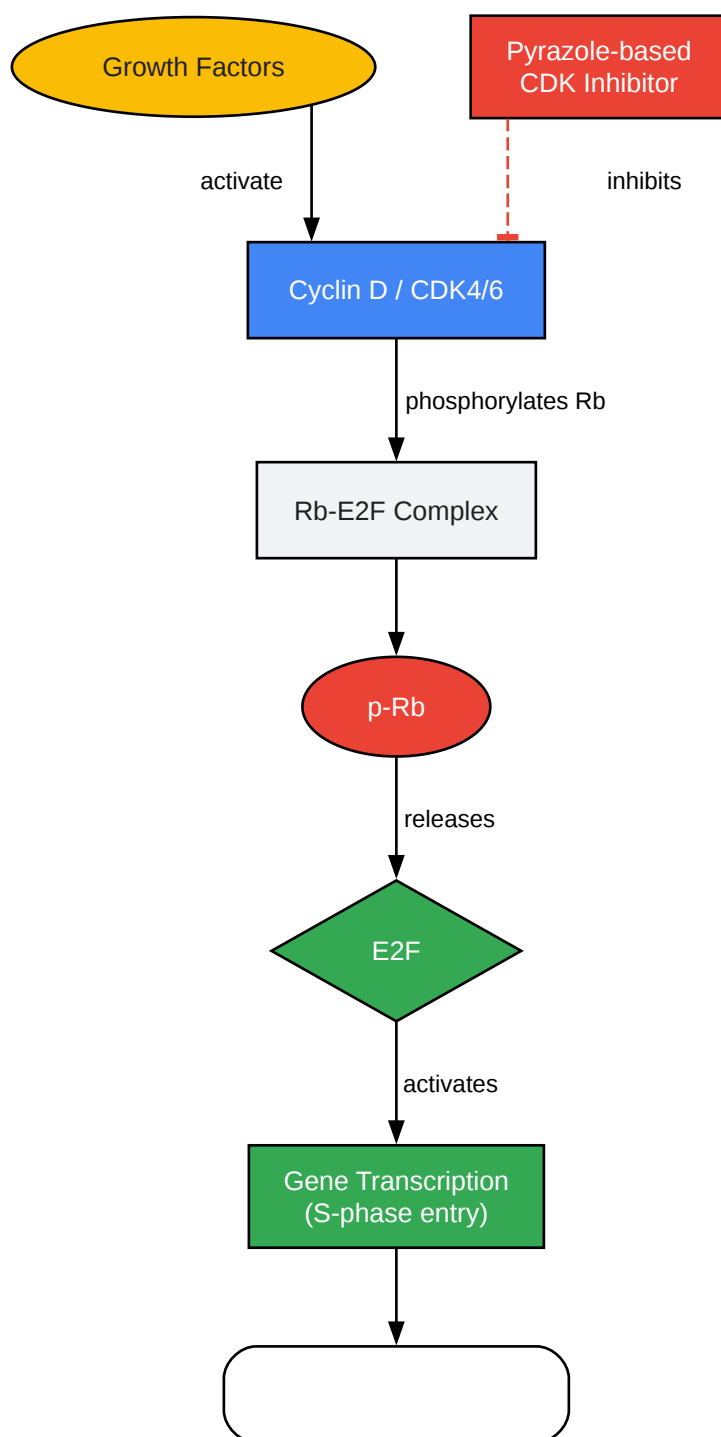 Growth Factors
Pyrazole-based
CDK Inhibitor
activate
inhibits
Cyclin D / CDK4/6
phosphorylates Rb
Rb-E2F Complex
p-Rb
releases
E2F
activates
Gene Transcription
(S-phase entry)